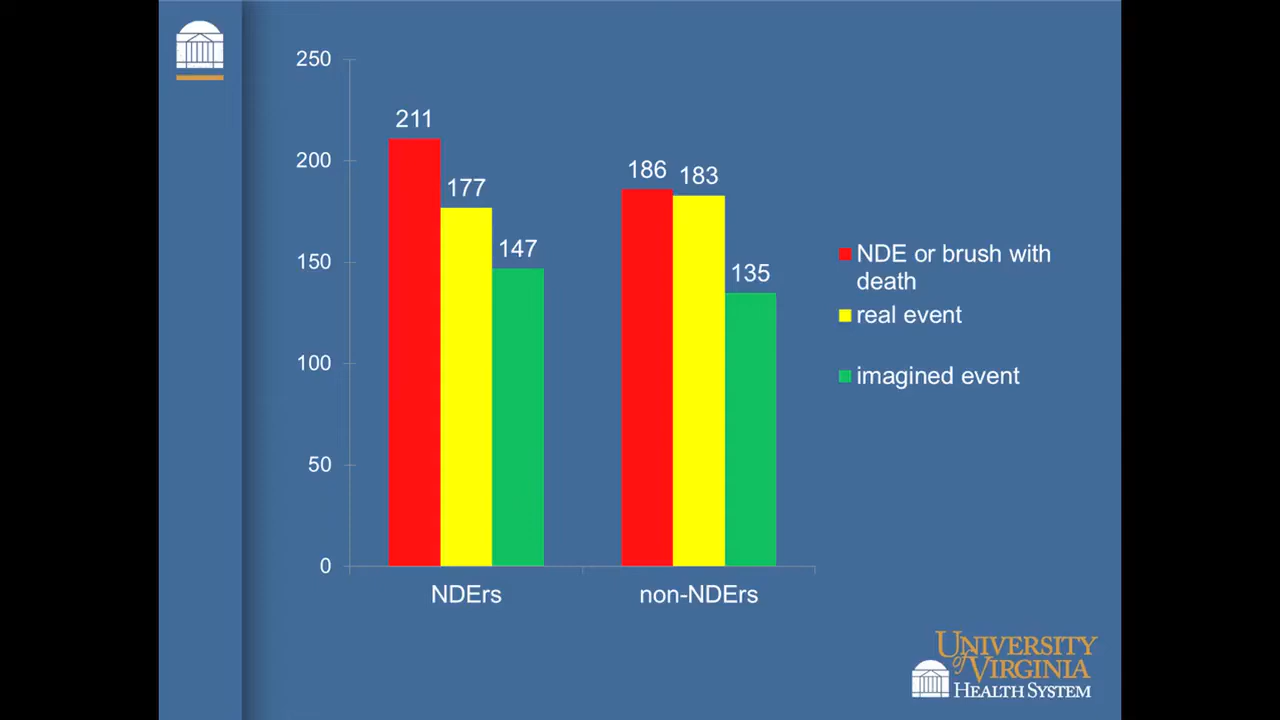 250
200
150
100
50
0
211
177
147
186
183
135
NDErs
non-NDErs
NDE or brush with
death
real event
imagined event
UNIVERSITY
of VIRGINIA
HEALTH SYSTEM